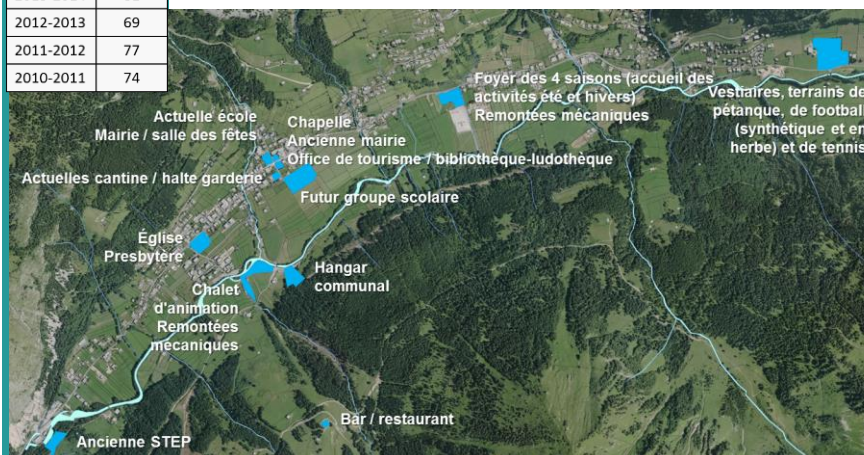 2012-2013 69
2011-2012 77
2010-2011 74
Foyer des 4 saisons (accueil des
activités été et hivers)
Remontées mécaniques
Vestiaires, terrains de
pétanque, de football
(synthétique et en
herbe) et de tennis
Actuelle école
Mairie / salle des fêtes
Chapelle
Ancienne mairie
Office de tourisme / bibliothèque-ludothèque
Actuelles cantine / halte garderie
Futur groupe scolaire
Église
Presbytère
Hangar
communal
Chalet
d'animation
Remontées
mécaniques
Bar / restaurant
Ancienne STEP